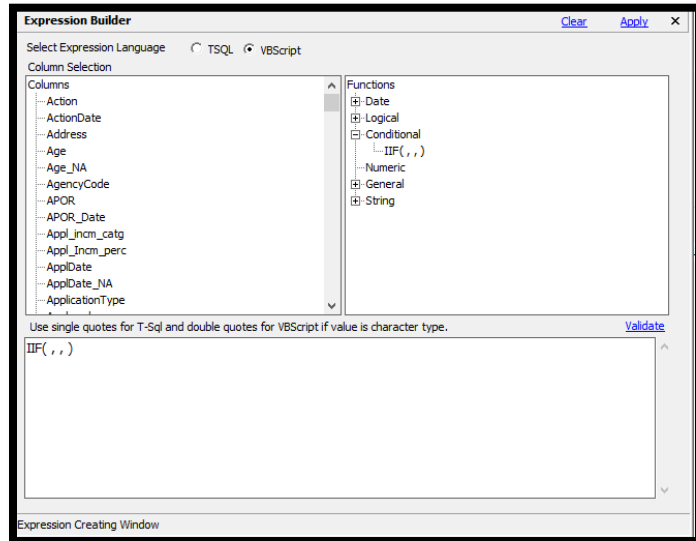 Expression Builder Clear Apply X
Select Expression Language TSQL VBScript
Column Selection
Columns
Action
ActionDate
Address
Age
Age_NA
AgencyCode
APOR
APOR_Date
Appl_incm_catg
Appl_Incm_perc
ApplDate
ApplDate_NA
ApplicationType
Functions
Date
Logical
Conditional
IIF(,,)
Numeric
General
String
Use single quotes for T-Sql and double quotes for VBScript if value is character type. Validate
IIF(,,)
Expression Creating Window